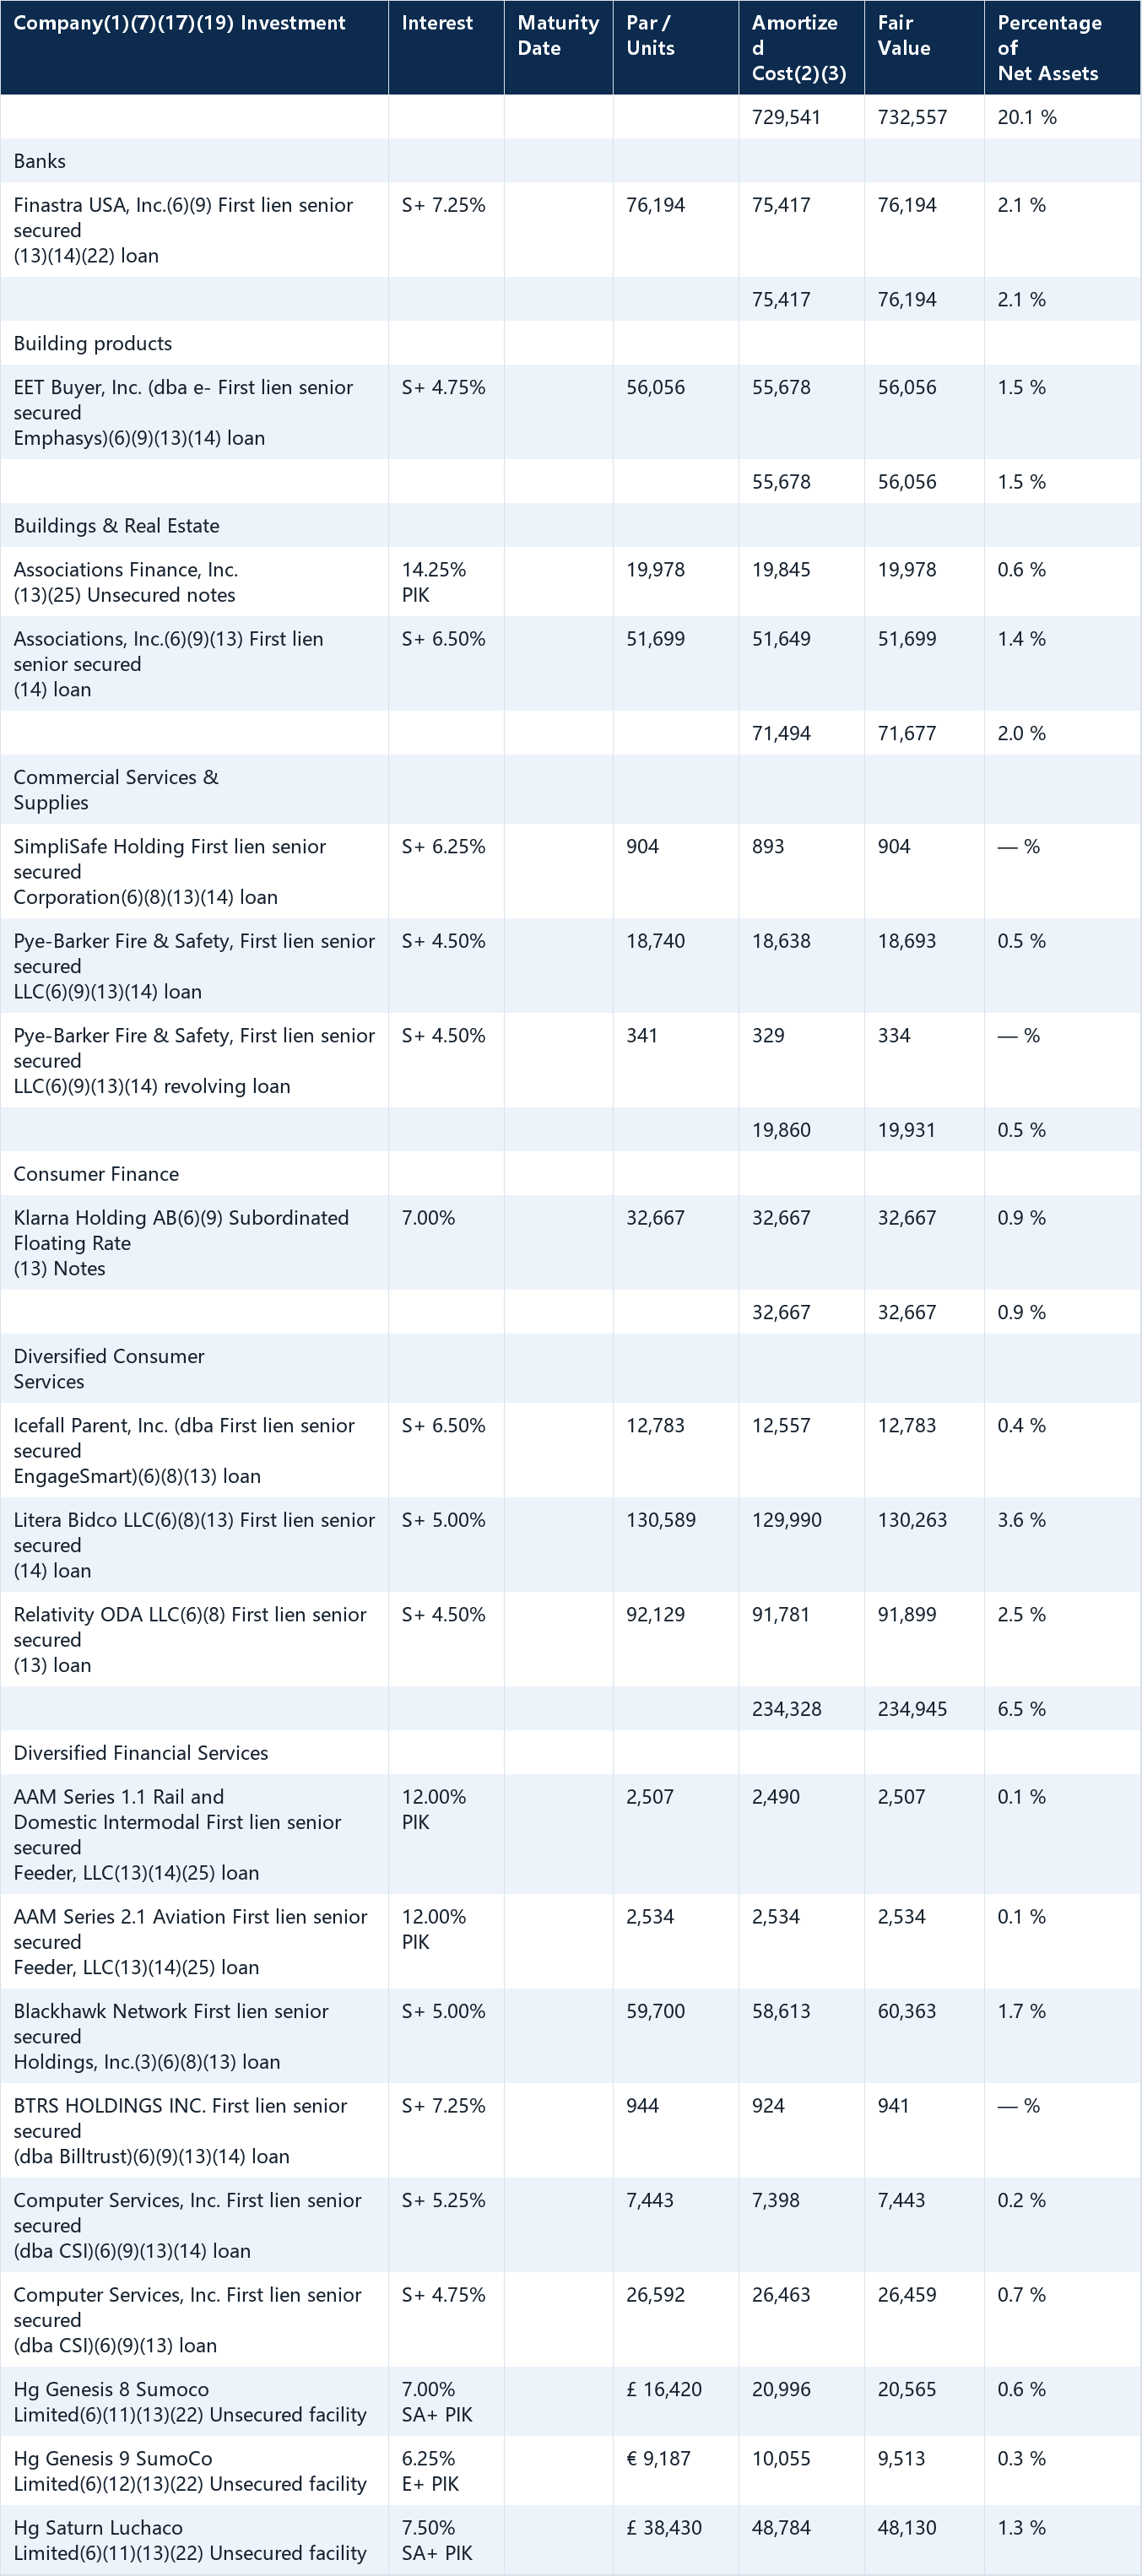 Company(1)(7)(17)(19) Investment Interest Maturity Date Par / Units Amortized Cost(2)(3) Fair Value Percentage of Net Assets
729,541 732,557 20.1 %
Banks
Finastra USA, Inc.(6)(9) First lien senior secured
(13)(14)(22) loan S+ 7.25% 76,194 75,417 76,194 2.1 %
75,417 76,194 2.1 %
Building products
EET Buyer, Inc. (dba e- First lien senior secured
Emphasys)(6)(9)(13)(14) loan S+ 4.75% 56,056 55,678 56,056 1.5 %
55,678 56,056 1.5 %
Buildings & Real Estate
Associations Finance, Inc.
(13)(25) Unsecured notes 14.25% PIK 19,978 19,845 19,978 0.6 %
Associations, Inc.(6)(9)(13) First lien senior secured
(14) loan S+ 6.50% 51,699 51,649 51,699 1.4 %
71,494 71,677 2.0 %
Commercial Services &
Supplies
SimpliSafe Holding First lien senior secured
Corporation(6)(8)(13)(14) loan S+ 6.25% 904 893 904 — %
Pye-Barker Fire & Safety, First lien senior secured
LLC(6)(9)(13)(14) loan S+ 4.50% 18,740 18,638 18,693 0.5 %
Pye-Barker Fire & Safety, First lien senior secured
LLC(6)(9)(13)(14) revolving loan S+ 4.50% 341 329 334 — %
19,860 19,931 0.5 %
Consumer Finance
Klarna Holding AB(6)(9) Subordinated Floating Rate
(13) Notes 7.00% 32,667 32,667 32,667 0.9 %
32,667 32,667 0.9 %
Diversified Consumer
Services
Icefall Parent, Inc. (dba First lien senior secured
EngageSmart)(6)(8)(13) loan S+ 6.50% 12,783 12,557 12,783 0.4 %
Litera Bidco LLC(6)(8)(13) First lien senior secured
(14) loan S+ 5.00% 130,589 129,990 130,263 3.6 %
Relativity ODA LLC(6)(8) First lien senior secured
(13) loan S+ 4.50% 92,129 91,781 91,899 2.5 %
234,328 234,945 6.5 %
Diversified Financial Services
AAM Series 1.1 Rail and
Domestic Intermodal First lien senior secured
Feeder, LLC(13)(14)(25) loan 12.00% PIK 2,507 2,490 2,507 0.1 %
AAM Series 2.1 Aviation First lien senior secured
Feeder, LLC(13)(14)(25) loan 12.00% PIK 2,534 2,534 2,534 0.1 %
Blackhawk Network First lien senior secured
Holdings, Inc.(3)(6)(8)(13) loan S+ 5.00% 59,700 58,613 60,363 1.7 %
BTRS HOLDINGS INC. First lien senior secured
(dba Billtrust)(6)(9)(13)(14) loan S+ 7.25% 944 924 941 — %
Computer Services, Inc. First lien senior secured
(dba CSI)(6)(9)(13)(14) loan S+ 5.25% 7,443 7,398 7,443 0.2 %
Computer Services, Inc. First lien senior secured
(dba CSI)(6)(9)(13) loan S+ 4.75% 26,592 26,463 26,459 0.7 %
Hg Genesis 8 Sumoco
Limited(6)(11)(13)(22) Unsecured facility 7.00% SA+ PIK £ 16,420 20,996 20,565 0.6 %
Hg Genesis 9 SumoCo
Limited(6)(12)(13)(22) Unsecured facility 6.25% E+ PIK € 9,187 10,055 9,513 0.3 %
Hg Saturn Luchaco
Limited(6)(11)(13)(22) Unsecured facility 7.50% SA+ PIK £ 38,430 48,784 48,130 1.3 %